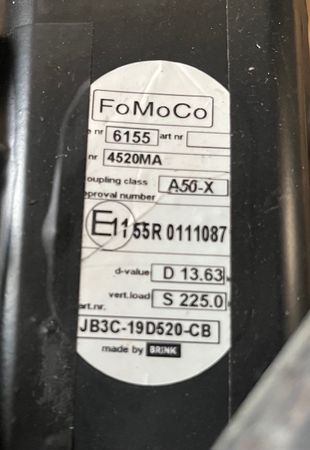 FoMoCo
e nr 6155 art nr
nr 4520MA
oupling class A50-X
proval number
E11 55R 0111087
d-value D 13.63
vert.load S 225.0
art.nr.
JB3C-19D520-CB
made by BRINK